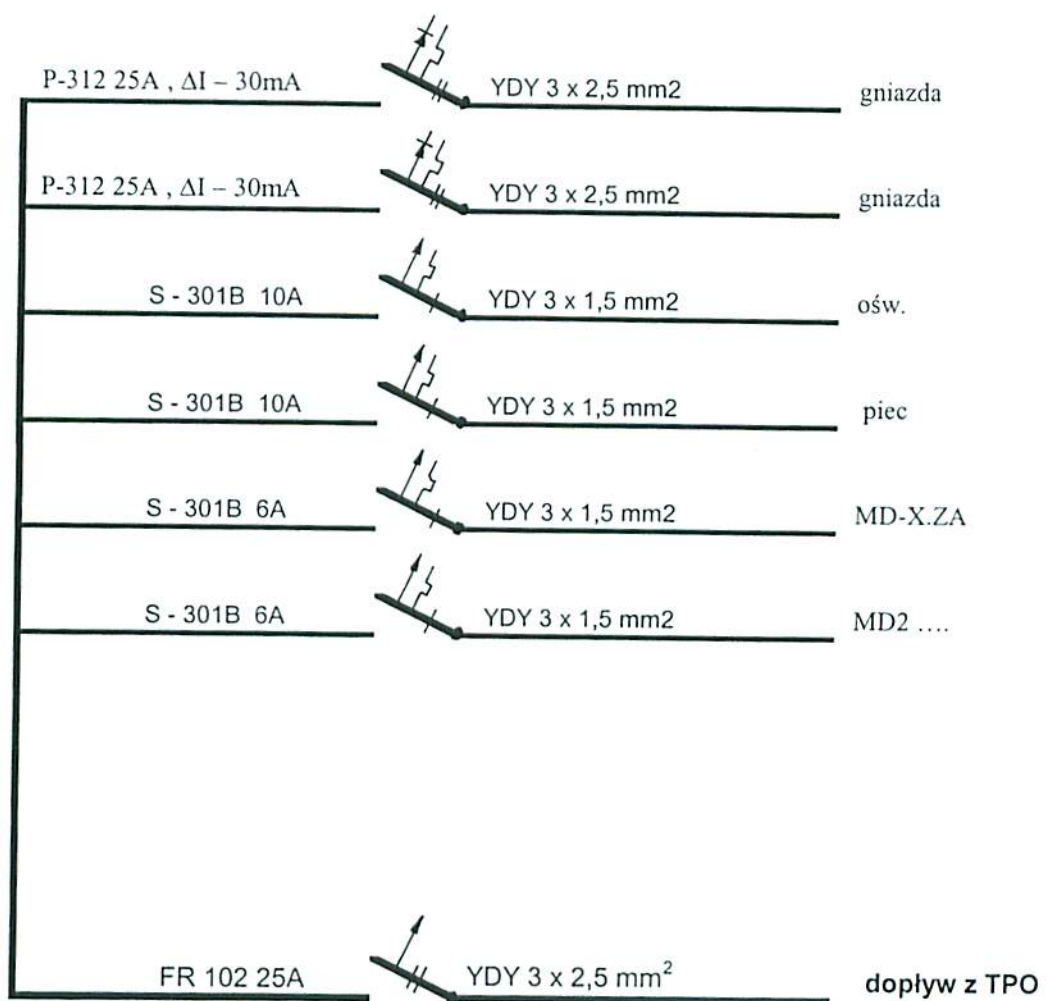 P-312 25A , ΔI – 30mA YDY 3 x 2,5 mm2 gniazda
P-312 25A , ΔI – 30mA YDY 3 x 2,5 mm2 gniazda
S - 301B 10A YDY 3 x 1,5 mm2 ośw.
S - 301B 10A YDY 3 x 1,5 mm2 piec
S - 301B 6A YDY 3 x 1,5 mm2 MD-X.ZA
S - 301B 6A YDY 3 x 1,5 mm2 MD2 ....
FR 102 25A YDY 3 x 2,5 mm² dopływ z TPO